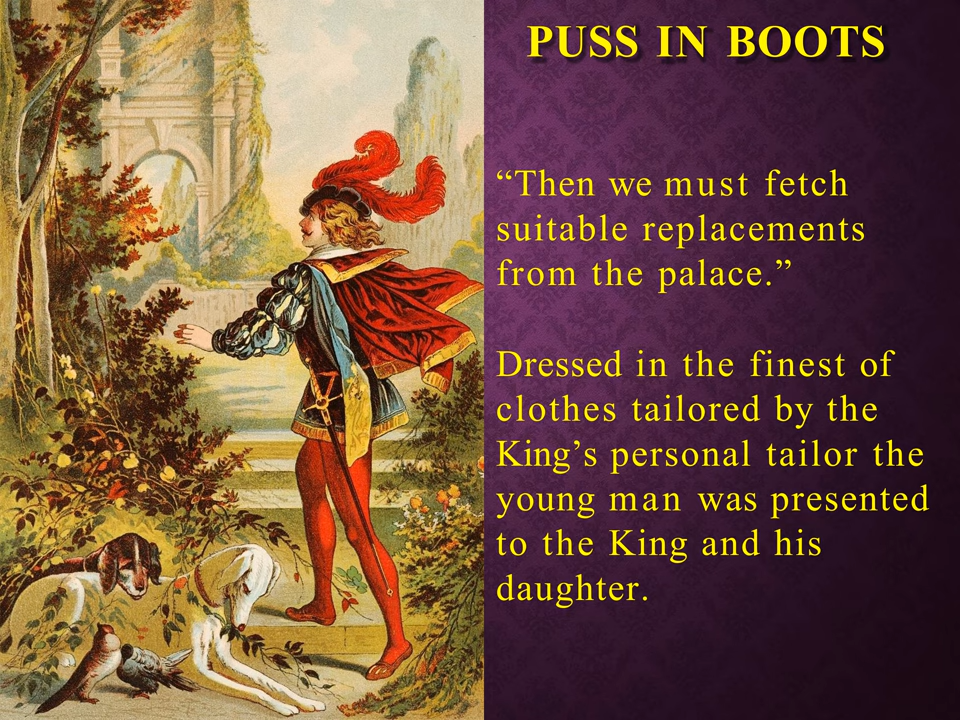 PUSS IN BOOTS
“Then we must fetch
suitable replacements
from the palace.”
Dressed in the finest of
clothes tailored by the
King’s personal tailor the
young man was presented
to the King and his
daughter.